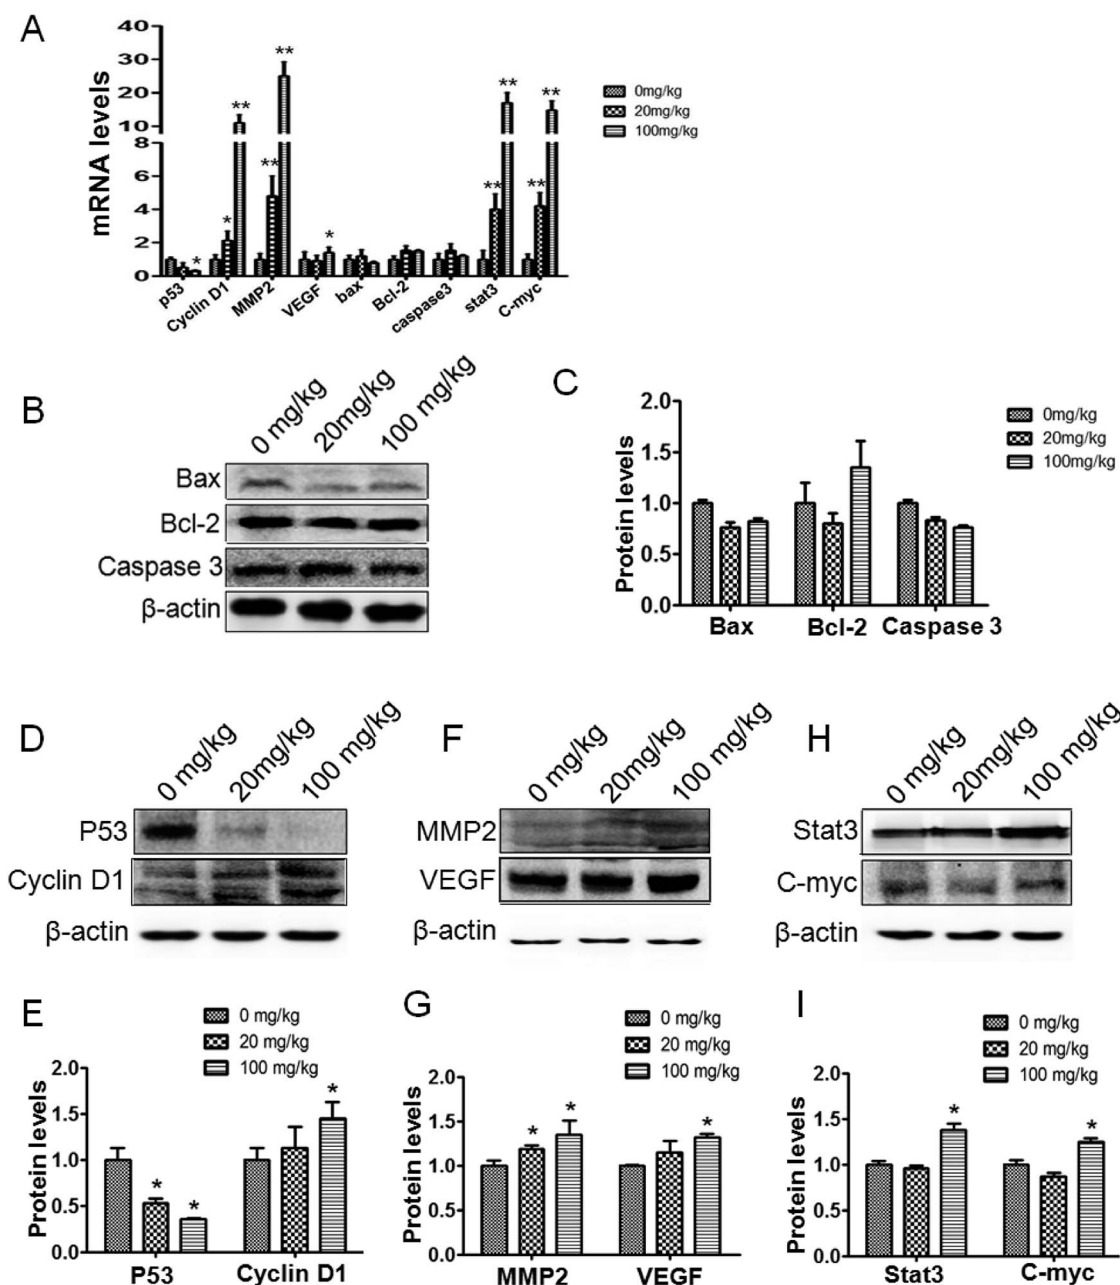 A
mRNA levels
40
30
20
10
8
6
4
2
0
** ** ** **
* ** * * ** **
p53 Cyclin D1 MMP2 VEGF bax Bcl-2 caspase3 stat3 C-myc
0mg/kg
20mg/kg
100mg/kg
B
0 mg/kg 20mg/kg 100 mg/kg
Bax
Bcl-2
Caspase 3
β-actin
C
Protein levels
2.0
1.5
1.0
0.5
0.0
Bax Bcl-2 Caspase 3
0mg/kg
20mg/kg
100mg/kg
D
0 mg/kg 20mg/kg 100 mg/kg
P53
Cyclin D1
β-actin
F
0 mg/kg 20mg/kg 100 mg/kg
MMP2
VEGF
β-actin
H
0 mg/kg 20mg/kg 100 mg/kg
Stat3
C-myc
β-actin
E
0 mg/kg
20 mg/kg
100 mg/kg
Protein levels
2.0
1.5
1.0
0.5
0.0
* * *
P53 Cyclin D1
G
0 mg/kg
20 mg/kg
100 mg/kg
Protein levels
2.0
1.5
1.0
0.5
0.0
* * *
MMP2 VEGF
I
0 mg/kg
20 mg/kg
100 mg/kg
Protein levels
2.0
1.5
1.0
0.5
0.0
* *
Stat3 C-myc